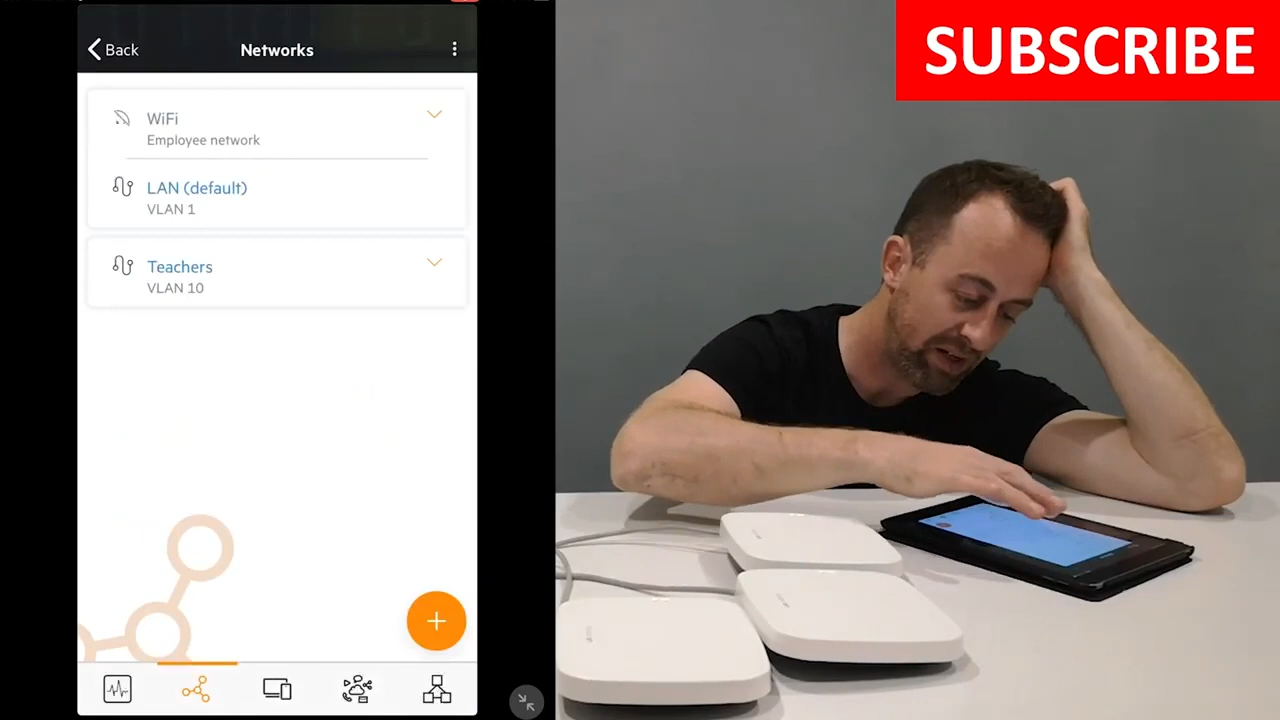 Back
Networks
WiFi
Employee network
LAN (default)
VLAN 1
Teachers
VLAN 10
SUBSCRIBE